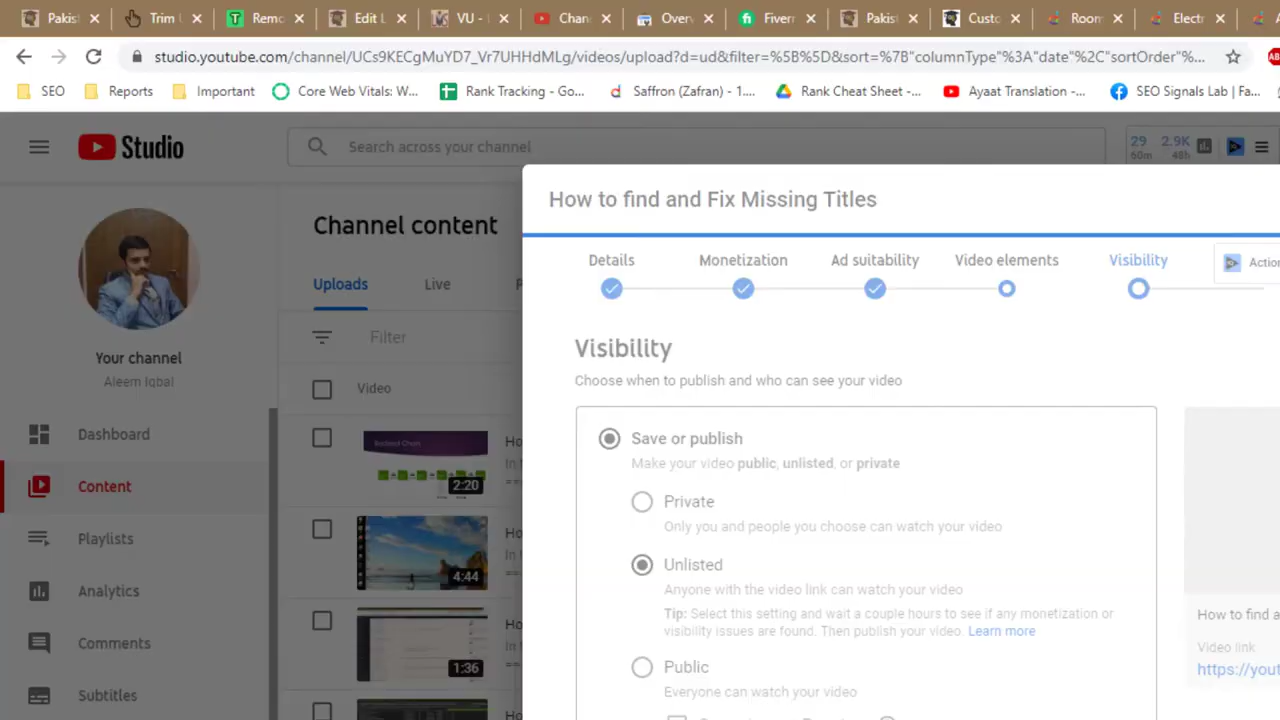 Pakist
Trim U
Remo
Edit L
VU - 1
Chann
Overv
Fiverr
Pakist
Custo
Room
Electr
studio.youtube.com/channel/UCs9KECgMuYD7_Vr7UHHdMLg/videos/upload?d=ud&filter=%5B%5D&sort=%7B"columnType"%3A"date"%2C"sortOrder"%...
SEO
Reports
Important
Core Web Vitals: W...
Rank Tracking - Go...
Saffron (Zafran) - 1....
Rank Cheat Sheet -...
Ayaat Translation -...
SEO Signals Lab | Fa...
Studio
Search across your channel
29
60m
2.9K
48h
How to find and Fix Missing Titles
Channel content
Details
Monetization
Ad suitability
Video elements
Visibility
Action
Uploads
Live
Filter
Visibility
Your channel
Choose when to publish and who can see your video
Aleem Iqbal
Video
Dashboard
Save or publish
Make your video public, unlisted, or private
Ho
In t
2:20
Content
Private
Only you and people you choose can watch your video
Playlists
Ho
In t
4:44
Unlisted
Anyone with the video link can watch your video
Analytics
Tip: Select this setting and wait a couple hours to see if any monetization or
visibility issues are found. Then publish your video. Learn more
How to find a
Comments
Ho
In t
1:36
Video link
https://yout
Public
Everyone can watch your video
Subtitles
Ho